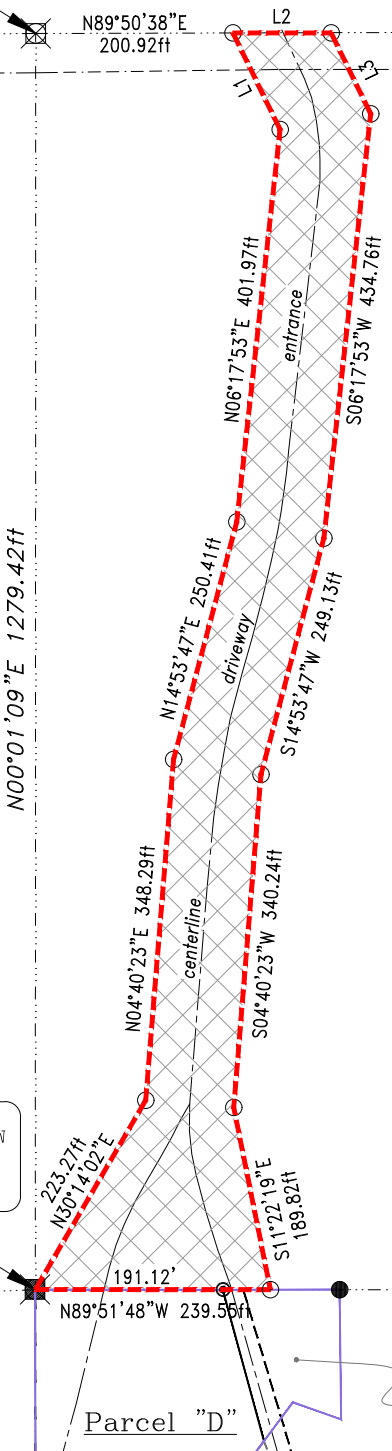 N89°50'38"E
200.92ft
L2
L1
L3
N06°17'53"E 401.97ft
S06°17'53"W 434.76ft
entrance
N00°01'09"E 1279.42ft
N14°53'47"E 250.41ft
S14°53'47"W 249.13ft
driveway
N04°40'23"E 348.29ft
S04°40'23"W 340.24ft
centerline
223.27ft
N30°14'02"E
S11°22'19"E
189.82ft
191.12'
N89°51'48"W 239.55ft
Parcel "D"